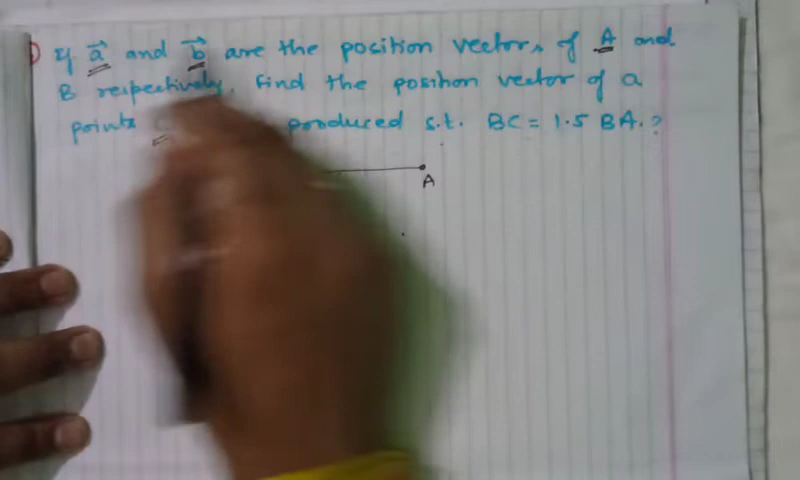 If a⃗ and b⃗ are the position vectors of A and
B respectively, find the position vector of a
points produced s.t. BC = 1.5 BA. ?
A